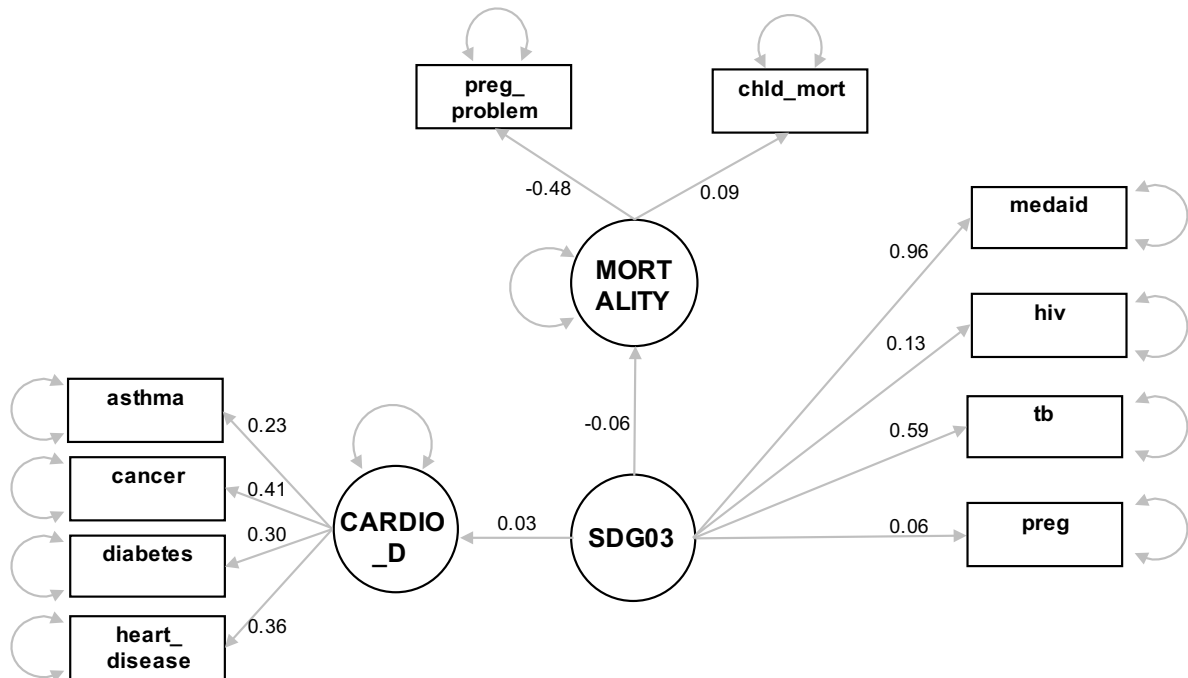 preg_
problem
chld_mort
-0.48
0.09
medaid
0.96
MORT
ALITY
hiv
0.13
asthma
0.23
tb
0.59
-0.06
cancer
0.41
CARDIO
_D
0.03
SDG03
preg
0.06
diabetes
0.30
heart_
disease
0.36